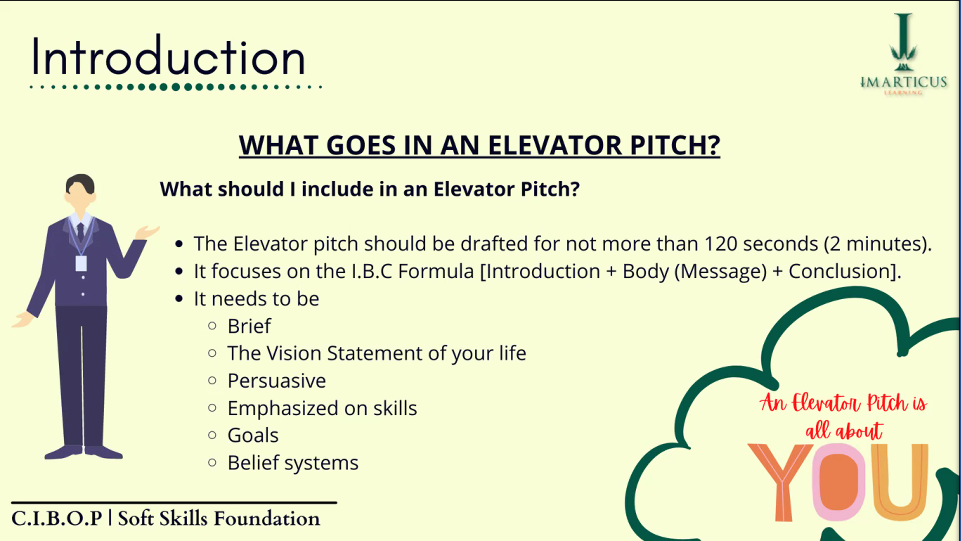 Introduction
IMARTICUS
LEARNING
WHAT GOES IN AN ELEVATOR PITCH?
What should I include in an Elevator Pitch?
• The Elevator pitch should be drafted for not more than 120 seconds (2 minutes).
• It focuses on the I.B.C Formula [Introduction + Body (Message) + Conclusion].
• It needs to be
○ Brief
○ The Vision Statement of your life
○ Persuasive
○ Emphasized on skills
○ Goals
○ Belief systems
An Elevator Pitch is
all about
YOU
C.I.B.O.P | Soft Skills Foundation